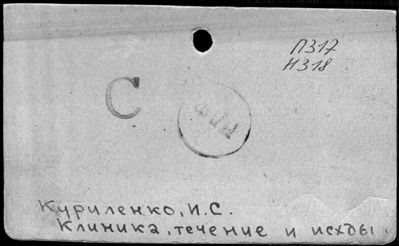 П317
Н318
С
Куриленко, И.С.
Клиника, течение и исходы.